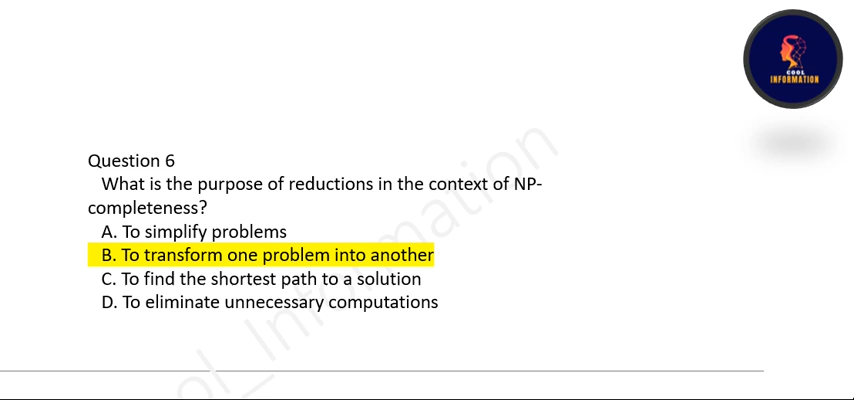 COOL
INFORMATION
Question 6
What is the purpose of reductions in the context of NP-
completeness?
A. To simplify problems
B. To transform one problem into another
C. To find the shortest path to a solution
D. To eliminate unnecessary computations
ol_Information